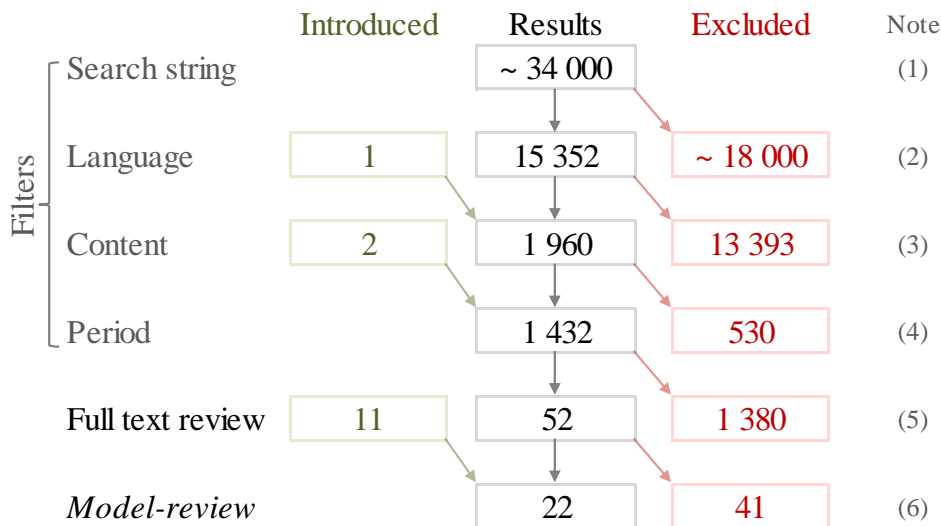 Introduced Results Excluded Note
Search string ~ 34 000 (1)
Language 1 15 352 ~ 18 000 (2)
Filters
Content 2 1 960 13 393 (3)
Period 1 432 530 (4)
Full text review 11 52 1 380 (5)
Model-review 22 41 (6)